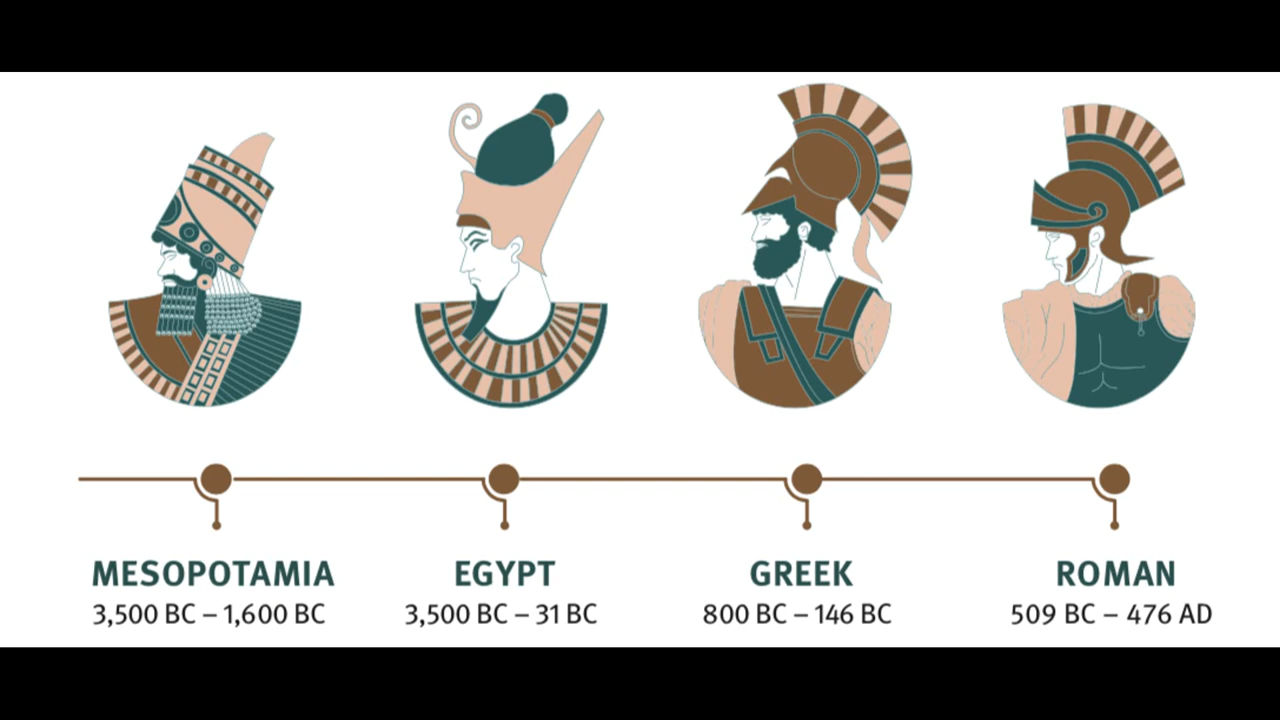 MESOPOTAMIA
3,500 BC – 1,600 BC
EGYPT
3,500 BC – 31 BC
GREEK
800 BC – 146 BC
ROMAN
509 BC – 476 AD